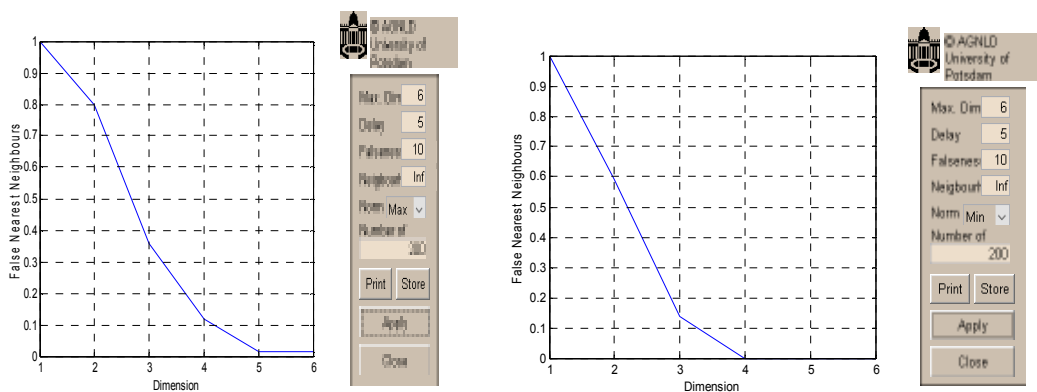 © AGNLD
University of
Potsdam
1
0.9
0.8
0.7
0.6
0.5
0.4
0.3
0.2
0.1
0
False Nearest Neighbours
1 2 3 4 5 6
Dimension
Max. Dim 6
Delay 5
Falsenes 10
Neigbourh Inf
Norm Max
Number of
200
Print Store
Apply
Close
1
0.9
0.8
0.7
0.6
0.5
0.4
0.3
0.2
0.1
0
False Nearest Neighbours
1 2 3 4 5 6
Dimension
© AGNLD
University of
Potsdam
Max. Dim 6
Delay 5
Falsenes 10
Neigbourh Inf
Norm Min
Number of
200
Print Store
Apply
Close